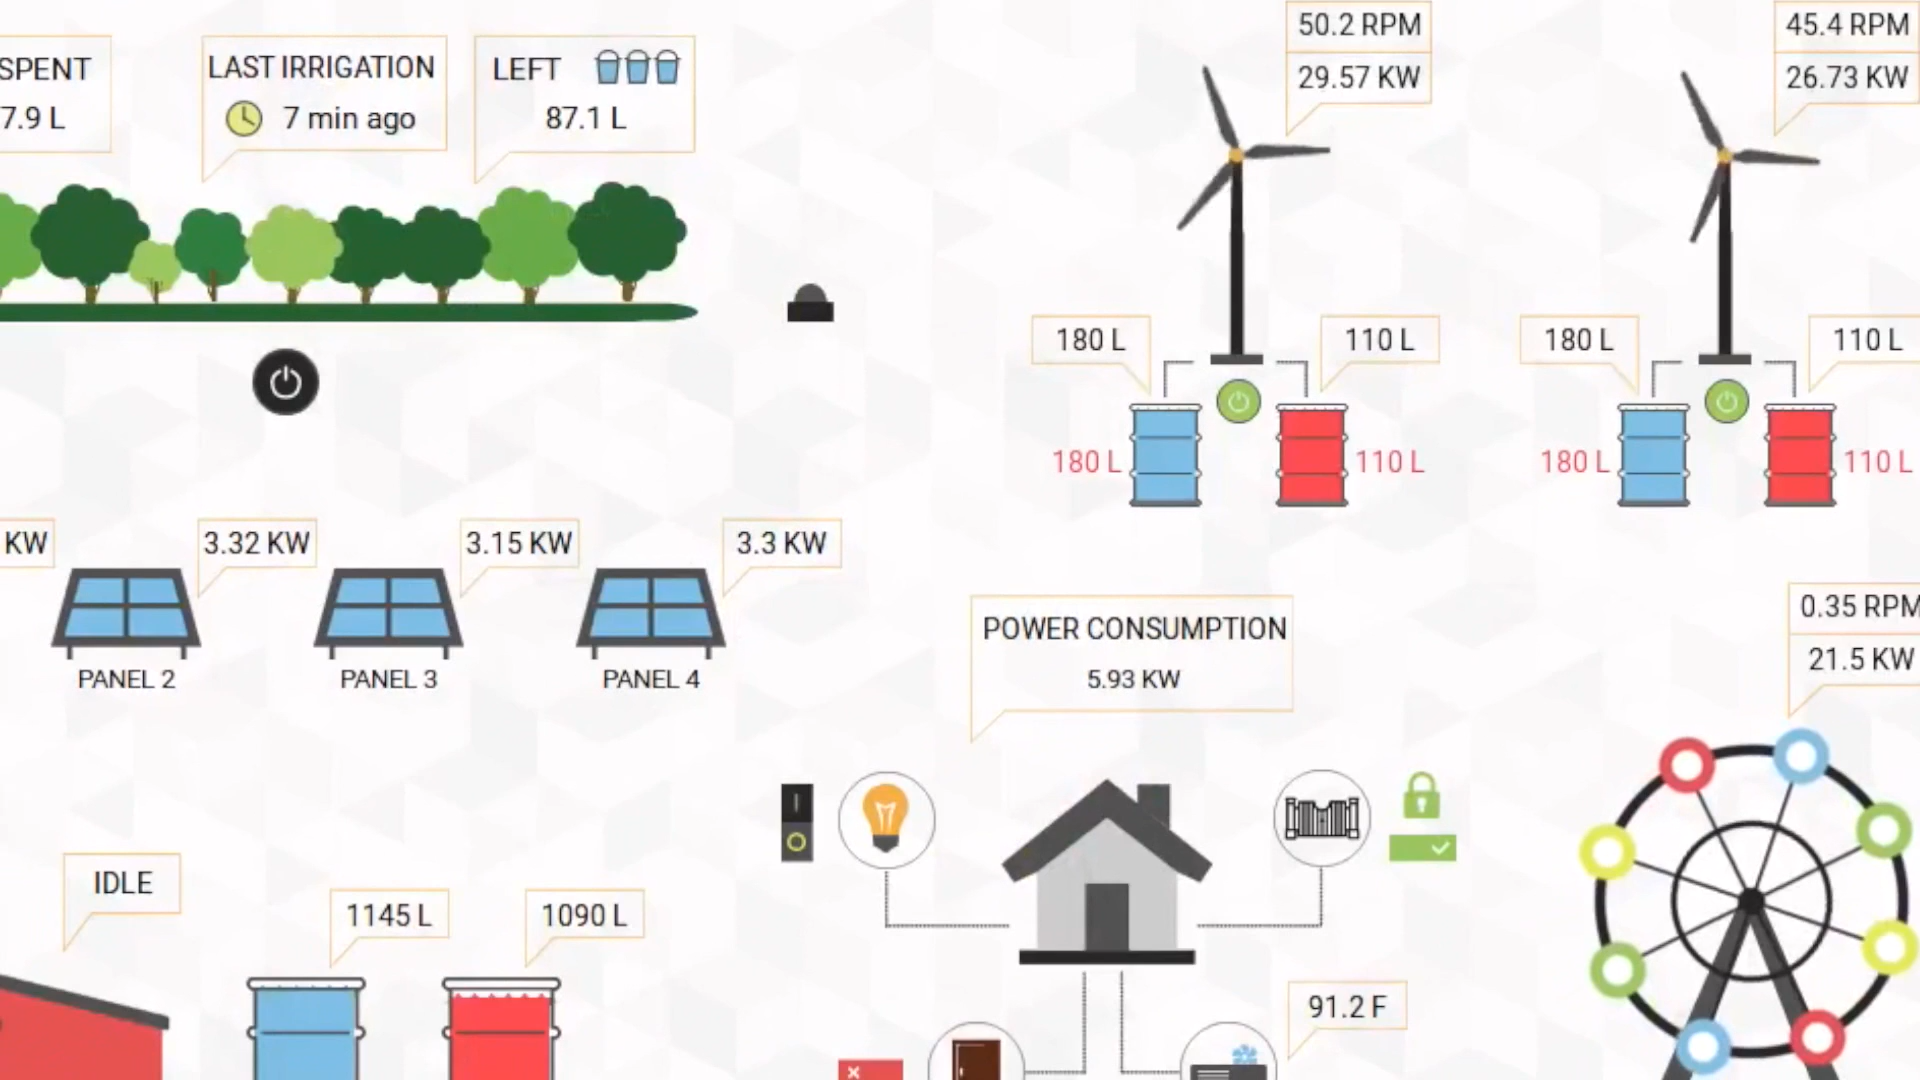 SPENT
7.9 L
LAST IRRIGATION
7 min ago
LEFT
87.1 L
50.2 RPM
29.57 KW
45.4 RPM
26.73 KW
180 L
110 L
180 L
110 L
180 L
110 L
180 L
110 L
KW
3.32 KW
3.15 KW
3.3 KW
PANEL 2
PANEL 3
PANEL 4
POWER CONSUMPTION
5.93 KW
0.35 RPM
21.5 KW
IDLE
1145 L
1090 L
91.2 F